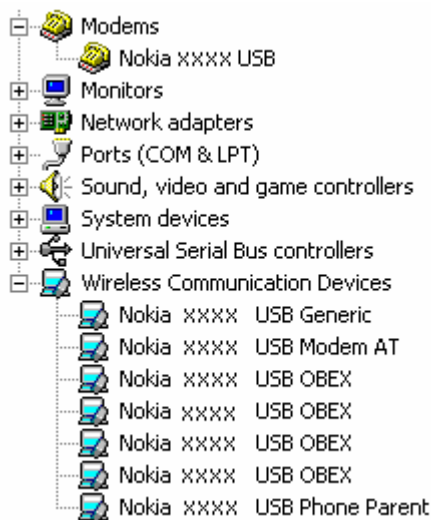 Modems
Nokia xxxx USB
Monitors
Network adapters
Ports (COM & LPT)
Sound, video and game controllers
System devices
Universal Serial Bus controllers
Wireless Communication Devices
Nokia xxxx USB Generic
Nokia xxxx USB Modem AT
Nokia xxxx USB OBEX
Nokia xxxx USB OBEX
Nokia xxxx USB OBEX
Nokia xxxx USB OBEX
Nokia xxxx USB Phone Parent